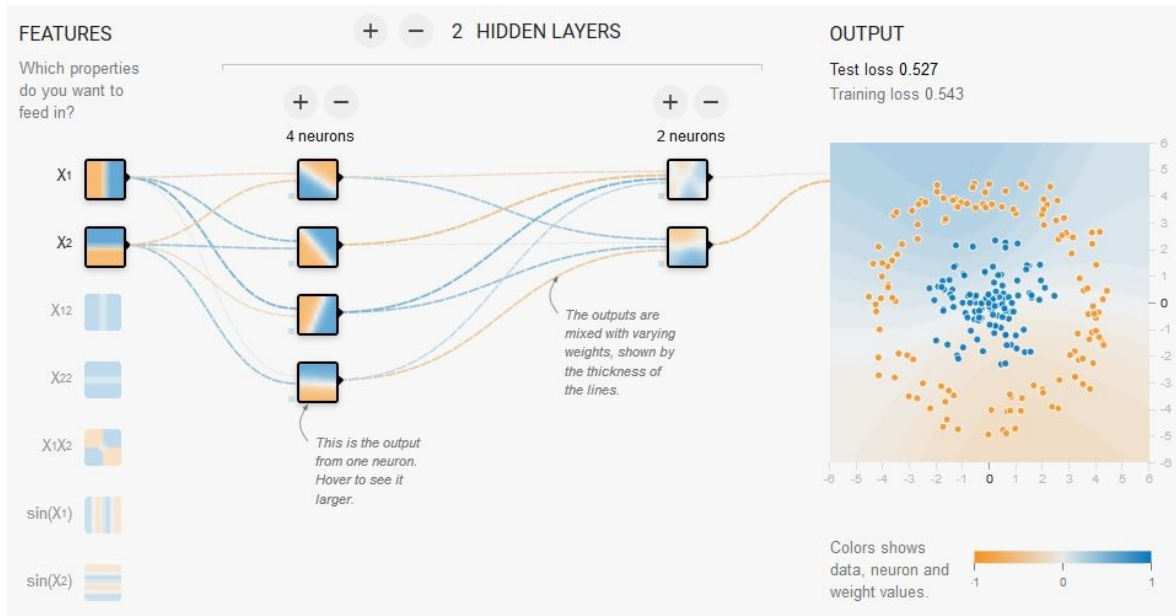 FEATURES
Which properties
do you want to
feed in?
X1
X2
X12
X22
X1X2
sin(X1)
sin(X2)
+ − 2 HIDDEN LAYERS
+ −
4 neurons
+ −
2 neurons
This is the output
from one neuron.
Hover to see it
larger.
The outputs are
mixed with varying
weights, shown by
the thickness of
the lines.
OUTPUT
Test loss 0.527
Training loss 0.543
6
5
4
3
2
1
0
-1
-2
-3
-4
-5
-6
-6 -5 -4 -3 -2 -1 0 1 2 3 4 5 6
Colors shows
data, neuron and
weight values.
-1 0 1